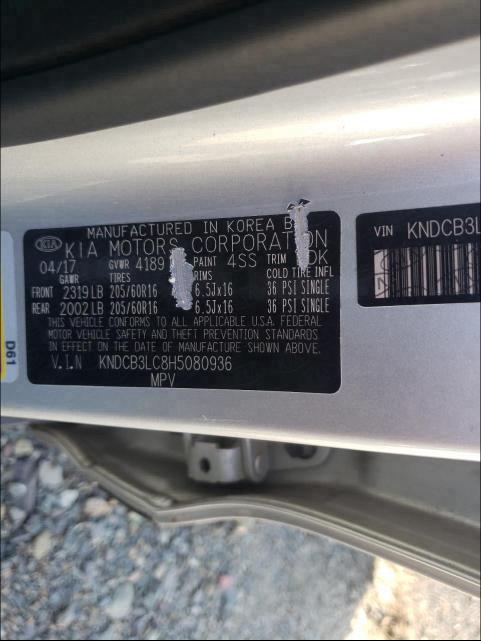 MANUFACTURED IN KOREA B
KIA KIA MOTORS CORPORATION
04/17 GVWR 4189 PAINT 4SS TRIM DK
GAWR TIRES RIMS COLD TIRE INFL
FRONT 2319 LB 205/60R16 6.5Jx16 36 PSI SINGLE
REAR 2002 LB 205/60R16 6.5Jx16 36 PSI SINGLE
THIS VEHICLE CONFORMS TO ALL APPLICABLE U.S.A. FEDERAL
MOTOR VEHICLE SAFETY AND THEFT PREVENTION STANDARDS
IN EFFECT ON THE DATE OF MANUFACTURE SHOWN ABOVE.
V.I.N KNDCB3LC8H5080936
MPV
D61
VIN KNDCB3L